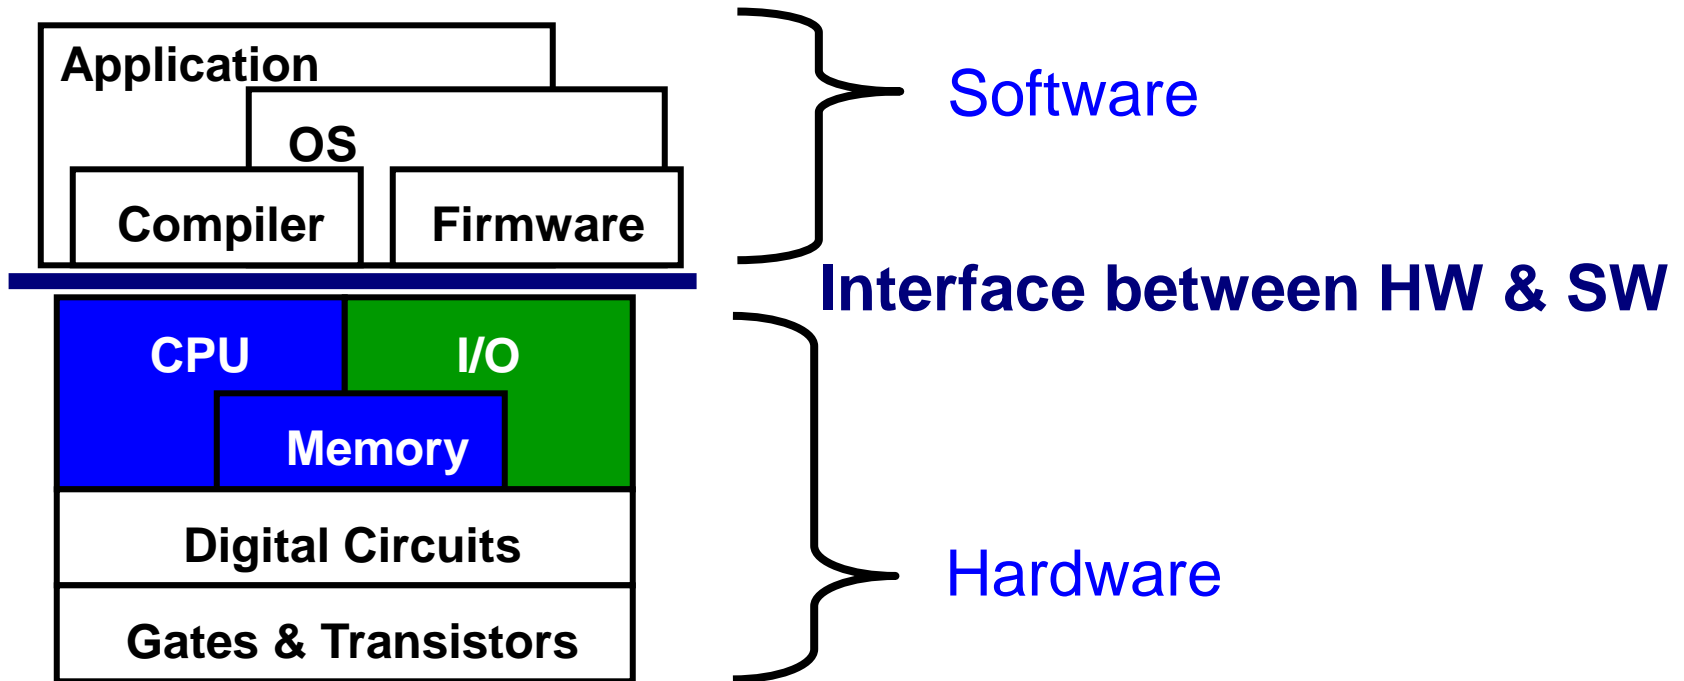 Application
Software
OS
Compiler
Firmware
Interface between HW & SW
CPU
I/O
Memory
Digital Circuits
Hardware
Gates & Transistors